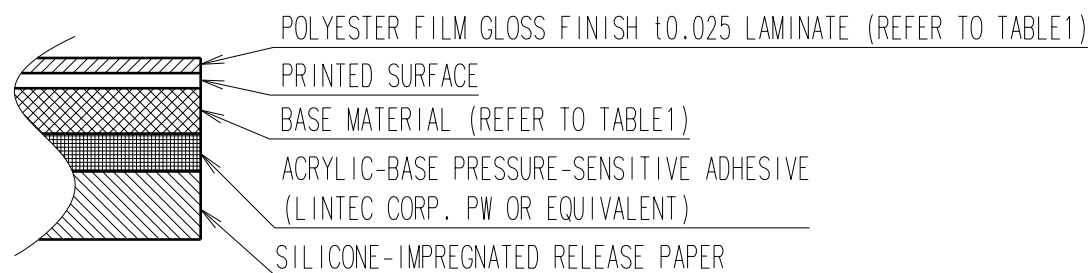 POLYESTER FILM GLOSS FINISH t0.025 LAMINATE (REFER TO TABLE1)
PRINTED SURFACE
BASE MATERIAL (REFER TO TABLE1)
ACRYLIC-BASE PRESSURE-SENSITIVE ADHESIVE
(LINTEC CORP. PW OR EQUIVALENT)
SILICONE-IMPREGNATED RELEASE PAPER